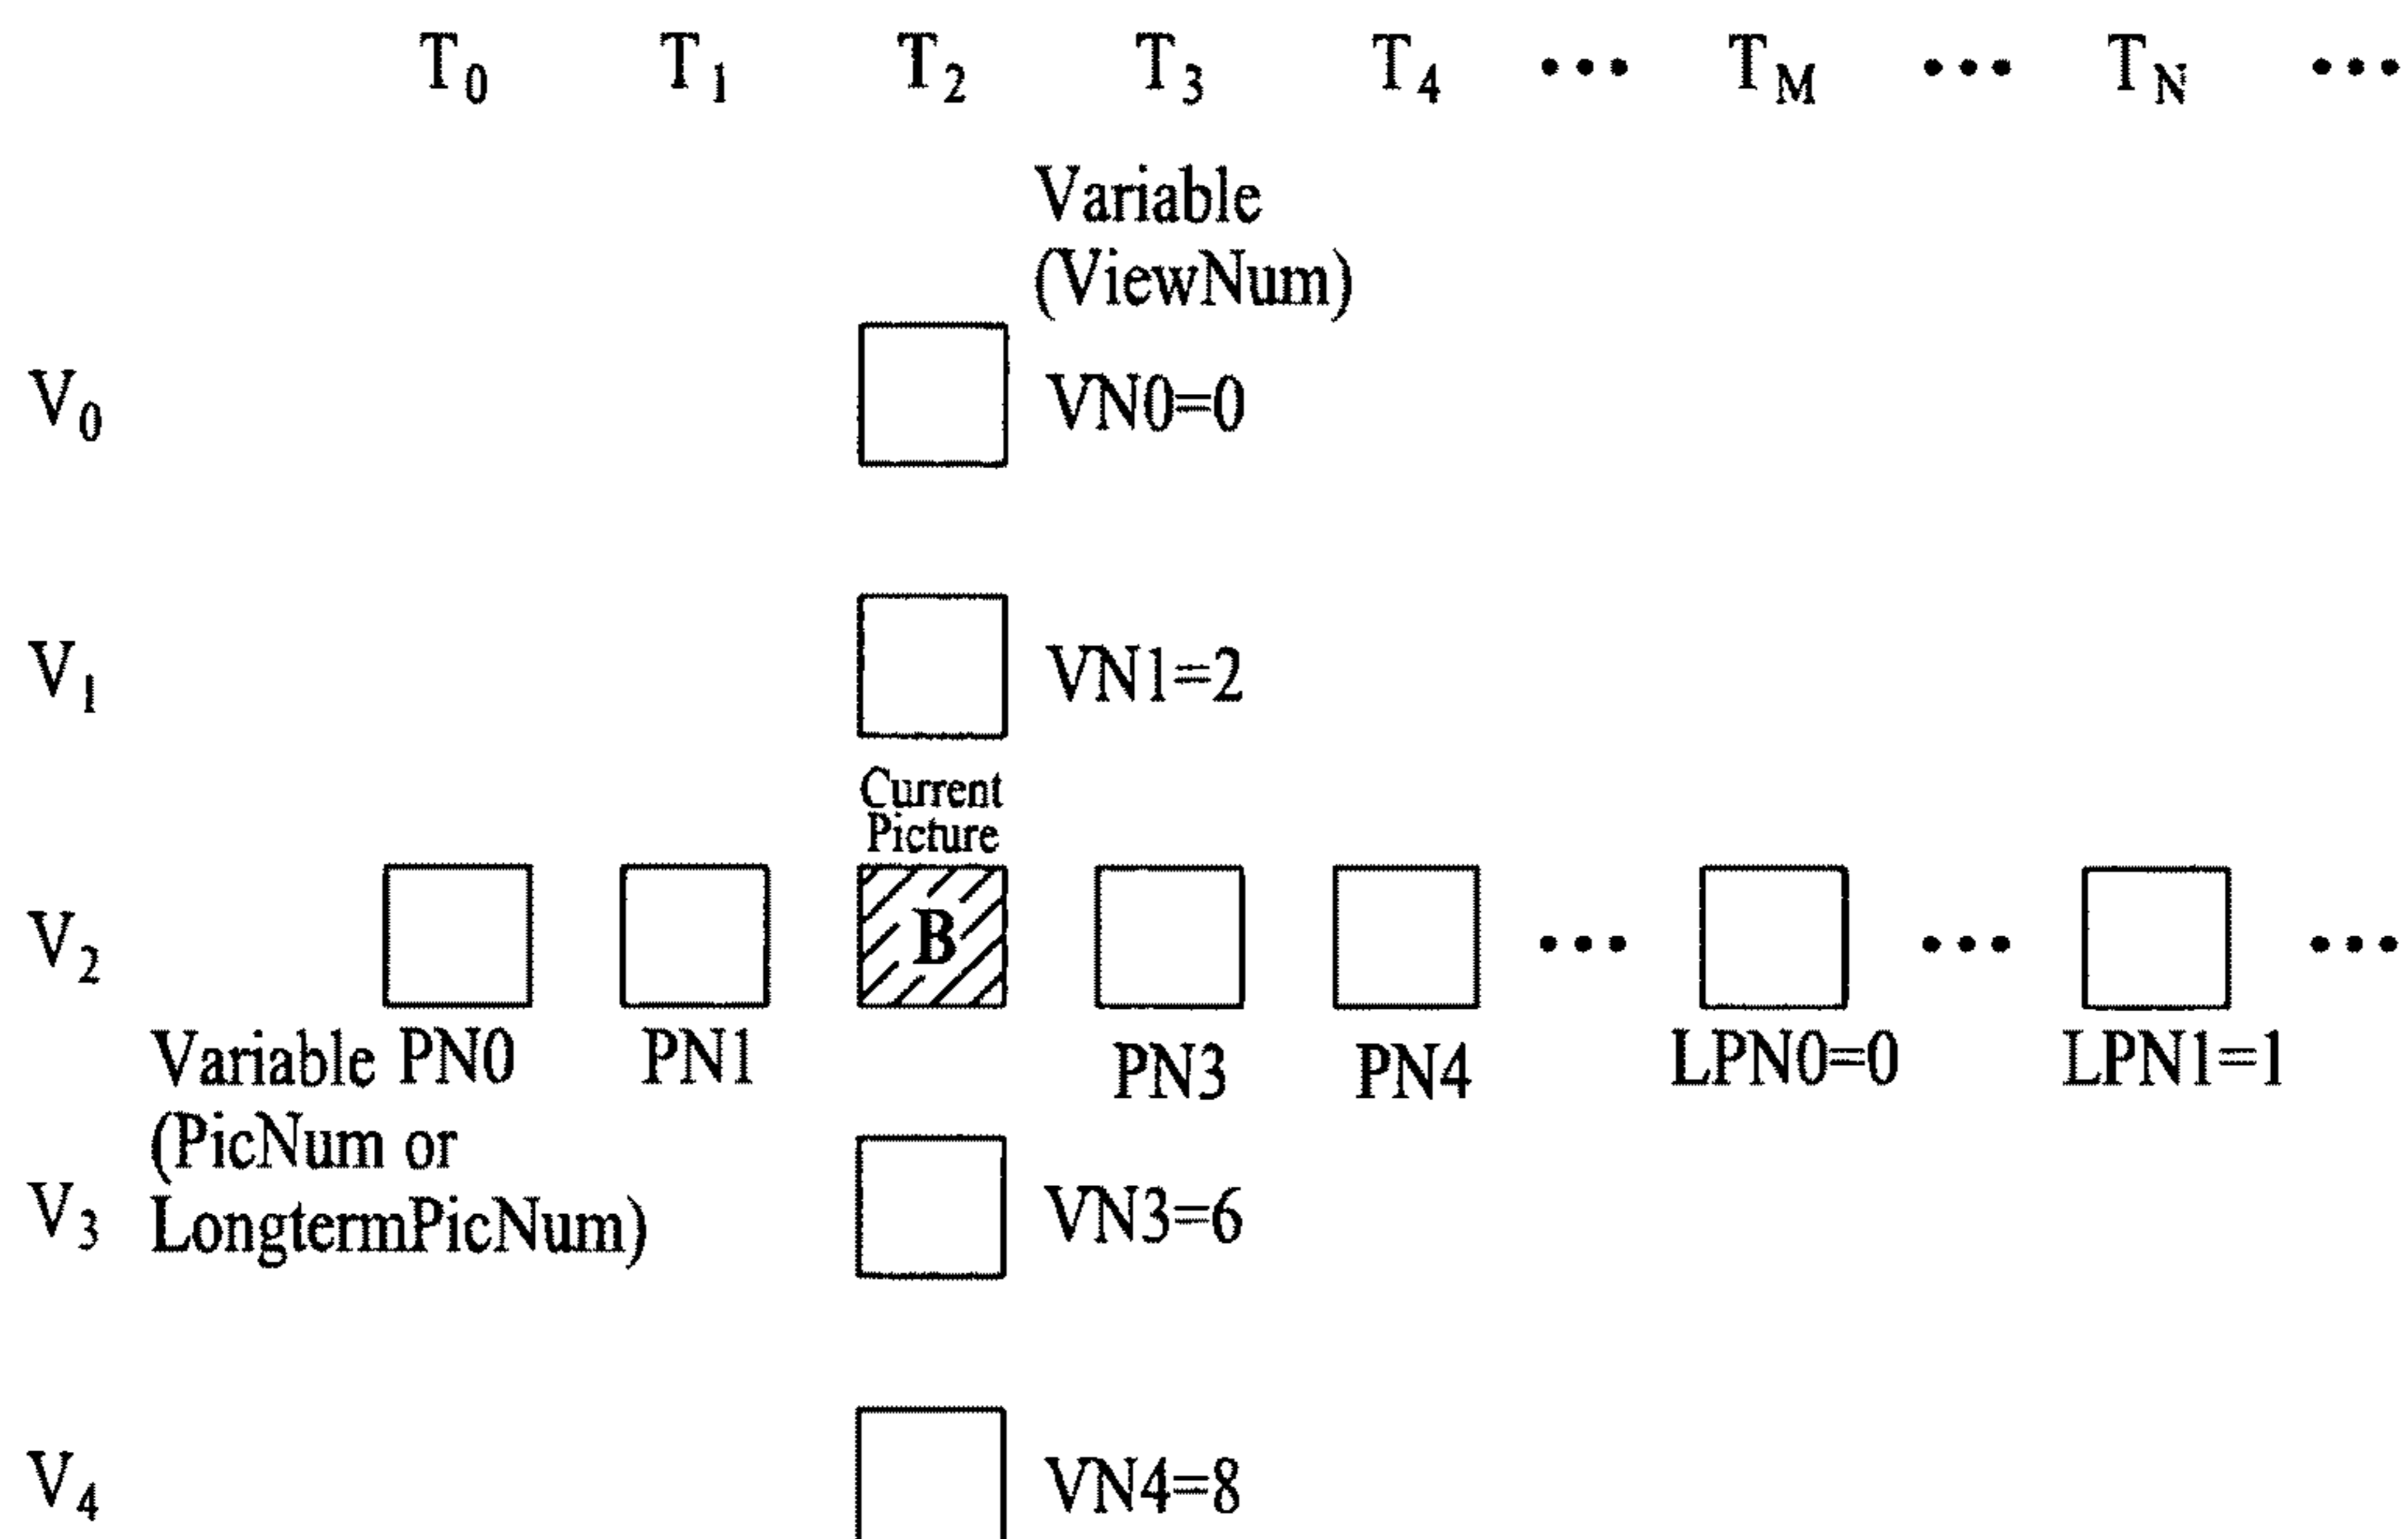 T0 T1 T2 T3 T4 ... TM ... TN ...
Variable
(ViewNum)
V0 VN0=0
V1 VN1=2
Current
Picture
V2 B ... ... ...
Variable PN0 PN1 PN3 PN4 LPN0=0 LPN1=1
(PicNum or
V3 LongtermPicNum) VN3=6
V4 VN4=8